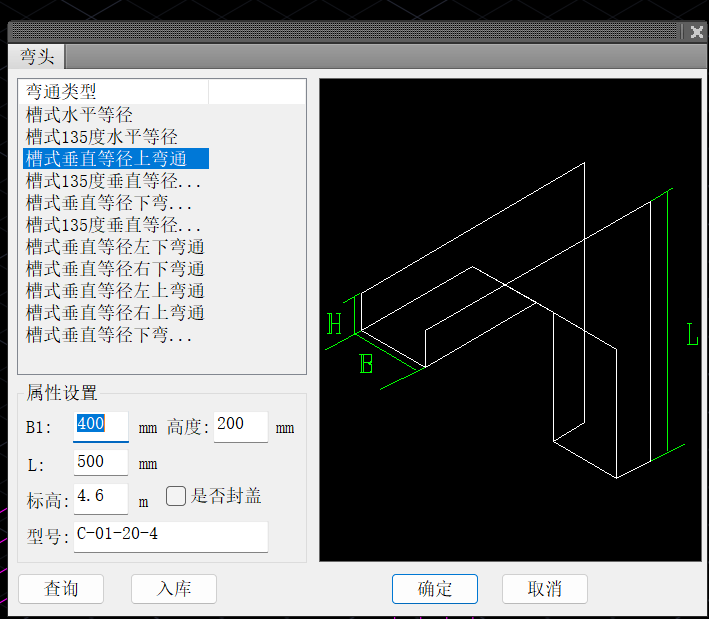 弯头
弯通类型
槽式水平等径
槽式135度水平等径
槽式垂直等径上弯通
槽式135度垂直等径...
槽式垂直等径下弯...
槽式135度垂直等径...
槽式垂直等径左下弯通
槽式垂直等径右下弯通
槽式垂直等径左上弯通
槽式垂直等径右上弯通
槽式垂直等径下弯...
H
B
L
属性设置
B1: 400 mm 高度: 200 mm
L: 500 mm
标高: 4.6 m 是否封盖
型号: C-01-20-4
查询 入库 确定 取消